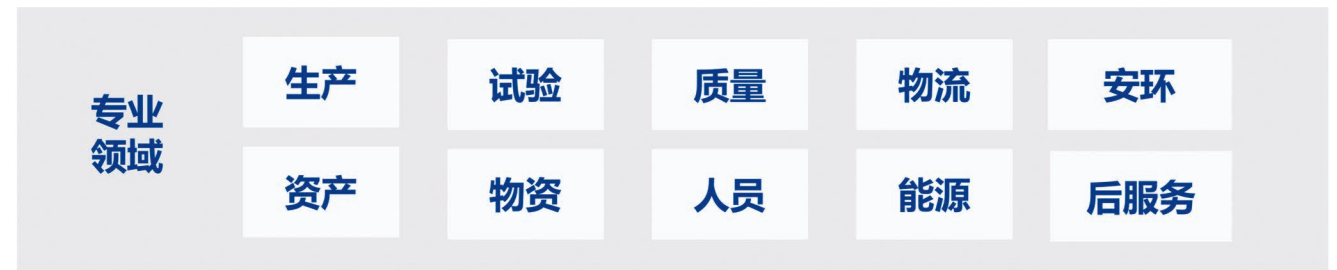 专业
领域
生产
试验
质量
物流
安环
资产
物资
人员
能源
后服务